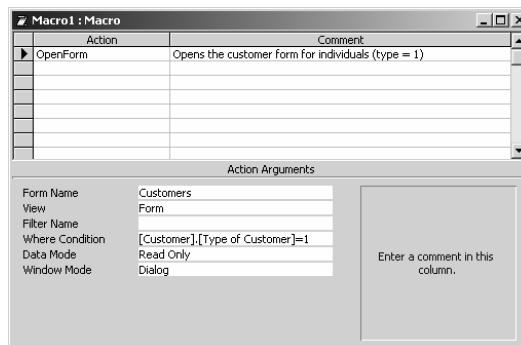 Macro1 : Macro
Action Comment
OpenForm Opens the customer form for individuals (type = 1)
Action Arguments
Form Name Customers
View Form
Filter Name
Where Condition [Customer].[Type of Customer]=1
Data Mode Read Only
Window Mode Dialog
Enter a comment in this
column.